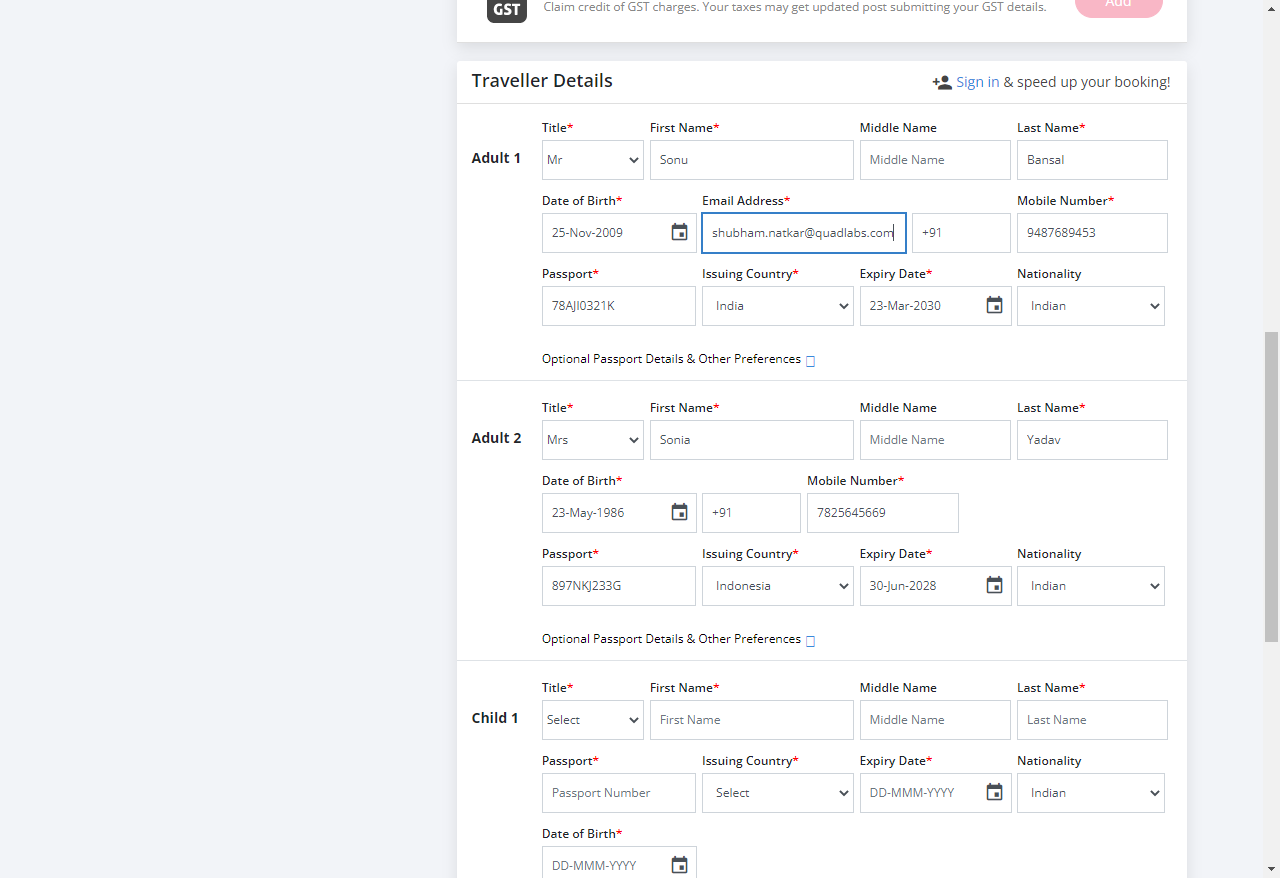 GST Claim credit of GST charges. Your taxes may get updated post submitting your GST details. Add
Traveller Details Sign in & speed up your booking!
Title* First Name* Middle Name Last Name*
Adult 1 Mr Sonu Middle Name Bansal
Date of Birth* Email Address* Mobile Number*
25-Nov-2009 shubham.natkar@quadlabs.com +91 9487689453
Passport* Issuing Country* Expiry Date* Nationality
78AJI0321K India 23-Mar-2030 Indian
Optional Passport Details & Other Preferences
Title* First Name* Middle Name Last Name*
Adult 2 Mrs Sonia Middle Name Yadav
Date of Birth* Mobile Number*
23-May-1986 +91 7825645669
Passport* Issuing Country* Expiry Date* Nationality
897NKJ233G Indonesia 30-Jun-2028 Indian
Optional Passport Details & Other Preferences
Title* First Name* Middle Name Last Name*
Child 1 Select First Name Middle Name Last Name
Passport* Issuing Country* Expiry Date* Nationality
Passport Number Select DD-MMM-YYYY Indian
Date of Birth*
DD-MMM-YYYY